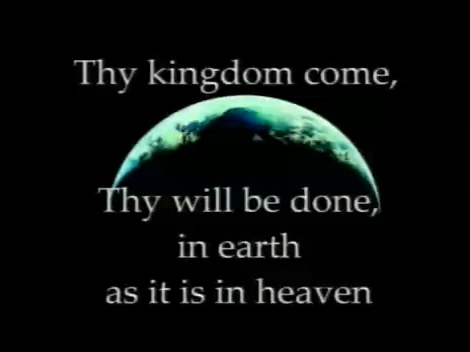 Thy kingdom come,
Thy will be done,
in earth
as it is in heaven